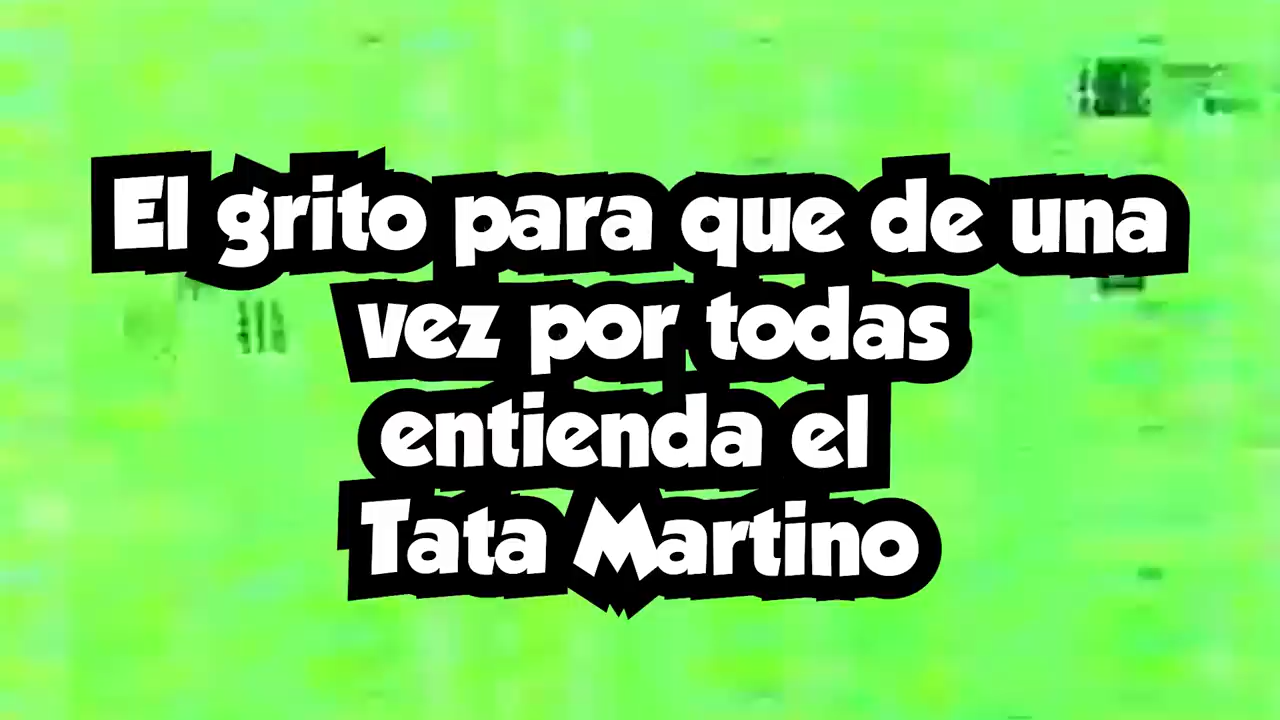 El grito para que de una
vez por todas
entienda el
Tata Martino